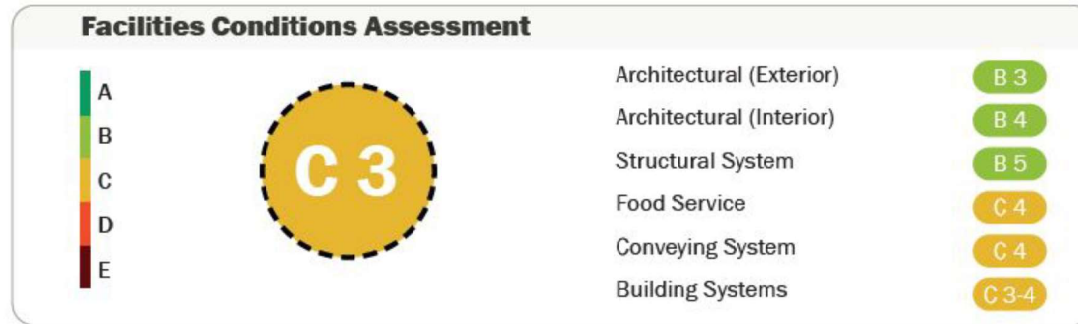 Facilities Conditions Assessment
A
B
C
D
E
C 3
Architectural (Exterior) B 3
Architectural (Interior) B 4
Structural System B 5
Food Service C 4
Conveying System C 4
Building Systems C 3-4